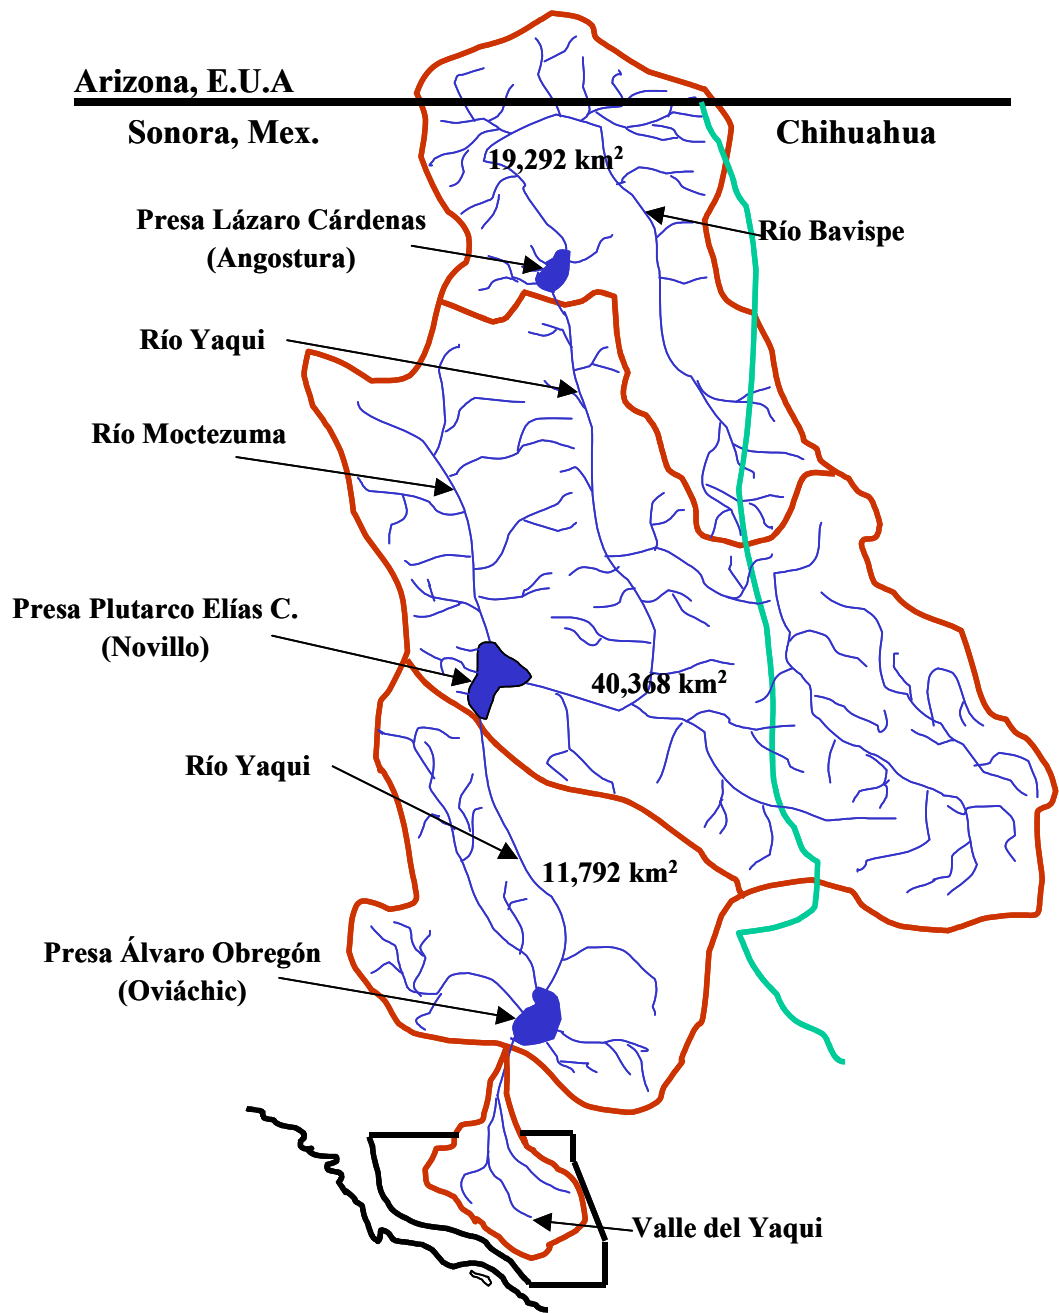 Arizona, E.U.A
Sonora, Mex.
Chihuahua
19,292 km²
Presa Lázaro Cárdenas
(Angostura)
Río Bavispe
Río Yaqui
Río Moctezuma
Presa Plutarco Elías C.
(Novillo)
40,368 km²
Río Yaqui
11,792 km²
Presa Álvaro Obregón
(Oviáchic)
Valle del Yaqui